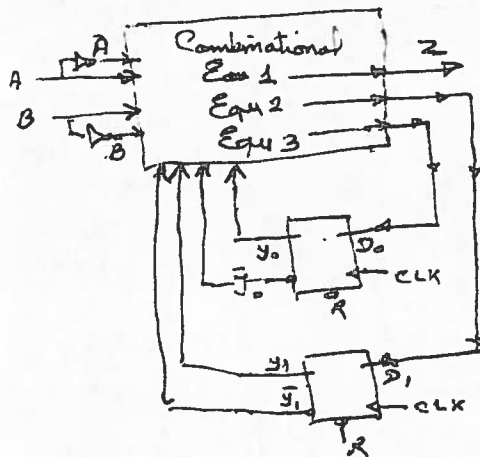 Combinational
A
A
Equ 1
Z
B
Equ 2
B
Equ 3
y₀
D₀
ȳ₀
CLK
R
y₁
D₁
ȳ₁
CLK
R